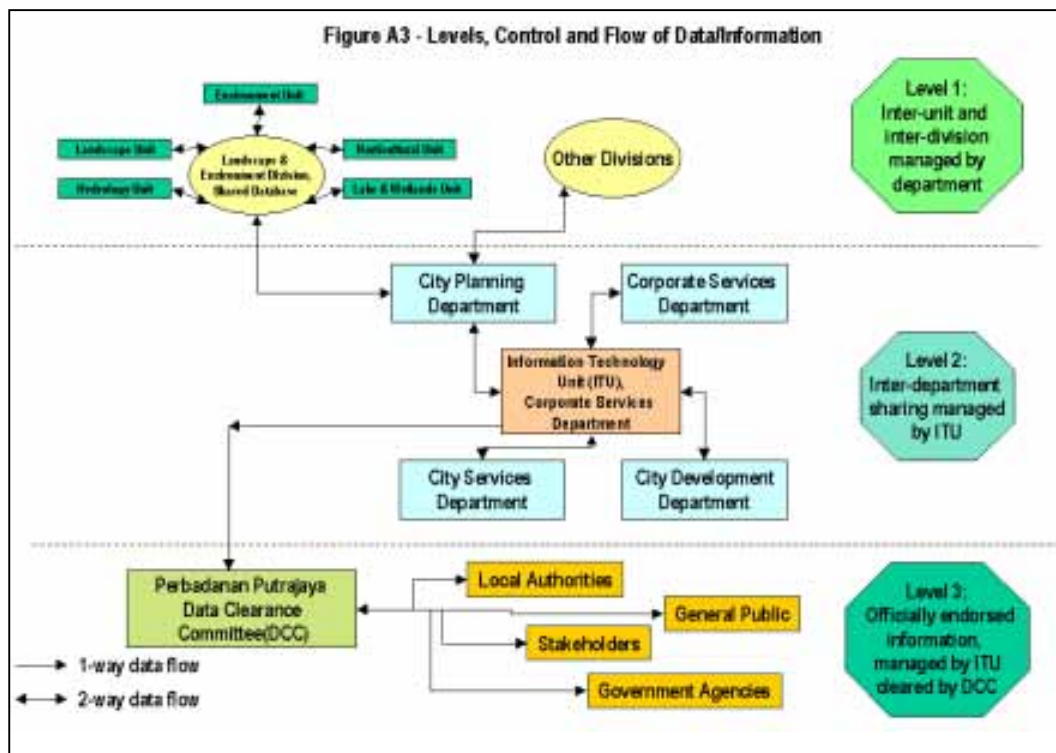 Figure A3 - Levels, Control and Flow of Data/Information
Environment Unit
Landscape Unit
Horticultural Unit
Landscape &
Environment Division,
Shared Database
Hydrology Unit
Lake & Wetlands Unit
Other Divisions
Level 1:
Inter-unit and
inter-division
managed by
department
City Planning
Department
Corporate Services
Department
Information Technology
Unit (ITU),
Corporate Services
Department
Level 2:
Inter-department
sharing managed
by ITU
City Services
Department
City Development
Department
Perbadanan Putrajaya
Data Clearance
Committee(DCC)
Local Authorities
General Public
Stakeholders
Government Agencies
Level 3:
Officially endorsed
information,
managed by ITU
cleared by DCC
1-way data flow
2-way data flow